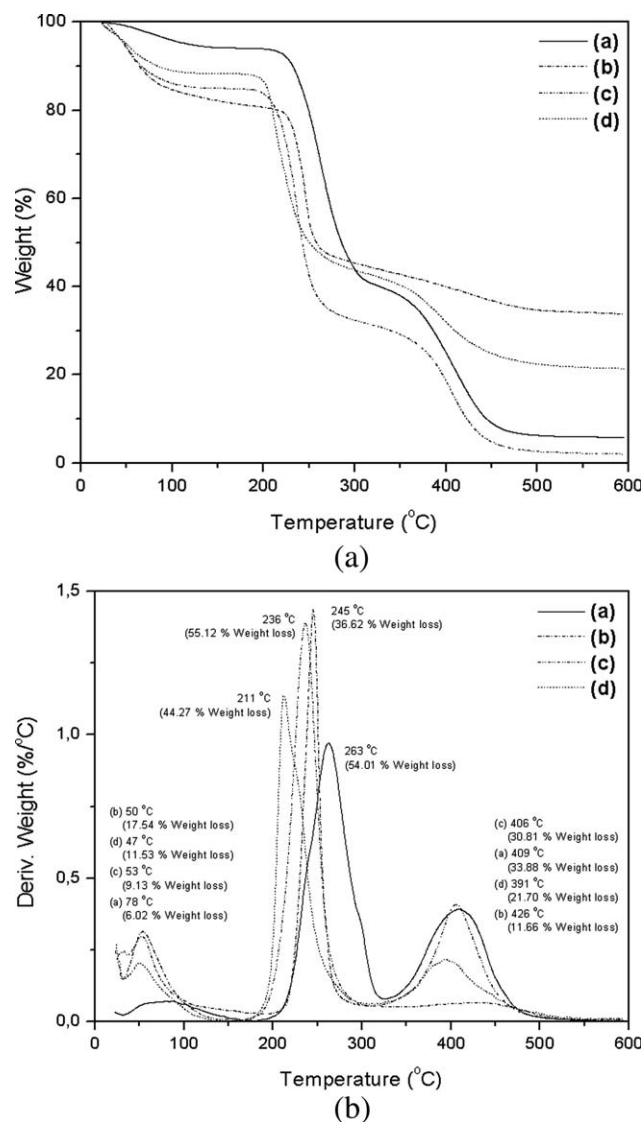 100
80
60
40
20
0
Weight (%)
0 100 200 300 400 500 600
Temperature (°C)
(a)
(b)
(c)
(d)
(a)
1,5
1,0
0,5
0,0
Deriv. Weight (%/°C)
236 °C
(55.12 % Weight loss)
245 °C
(36.62 % Weight loss)
211 °C
(44.27 % Weight loss)
263 °C
(54.01 % Weight loss)
(a)
(b)
(c)
(d)
(b) 50 °C
(17.54 % Weight loss)
(d) 47 °C
(11.53 % Weight loss)
(c) 53 °C
(9.13 % Weight loss)
(a) 78 °C
(6.02 % Weight loss)
(c) 406 °C
(30.81 % Weight loss)
(a) 409 °C
(33.88 % Weight loss)
(d) 391 °C
(21.70 % Weight loss)
(b) 426 °C
(11.66 % Weight loss)
0 100 200 300 400 500 600
Temperature (°C)
(b)